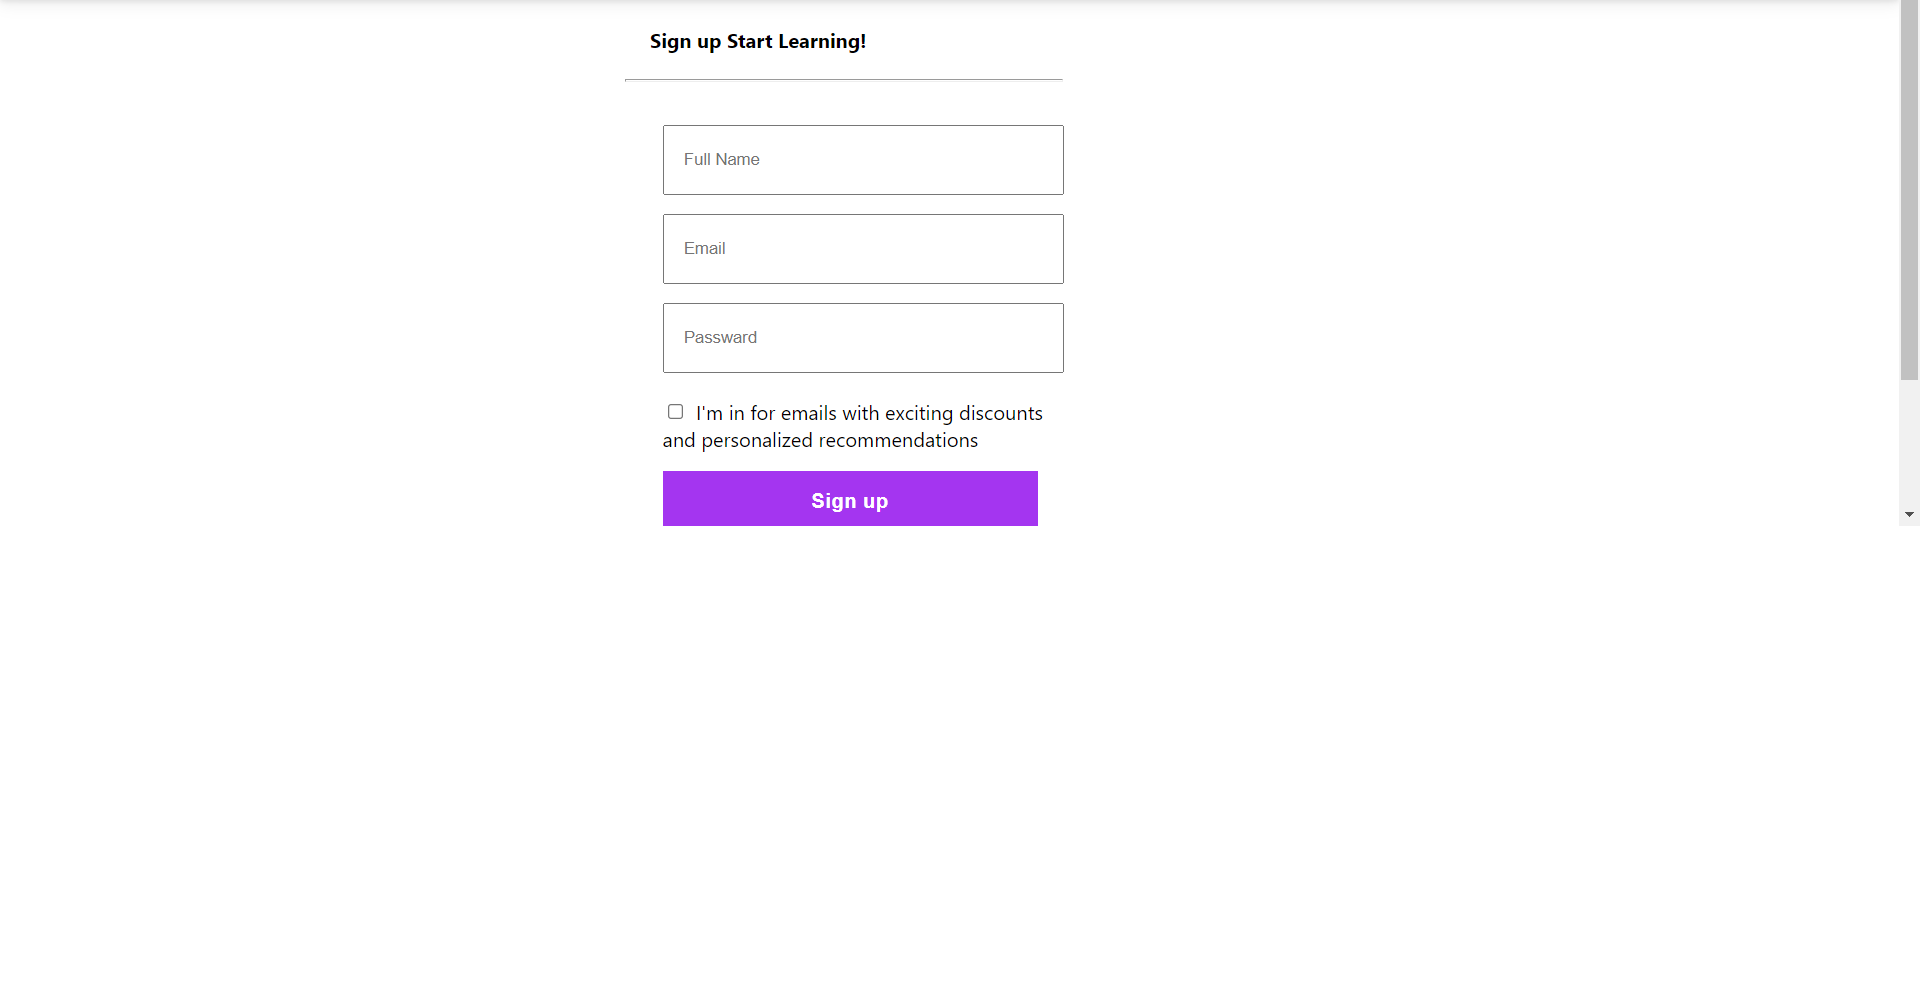 Sign up Start Learning!
Full Name
Email
Passward
I'm in for emails with exciting discounts
and personalized recommendations
Sign up